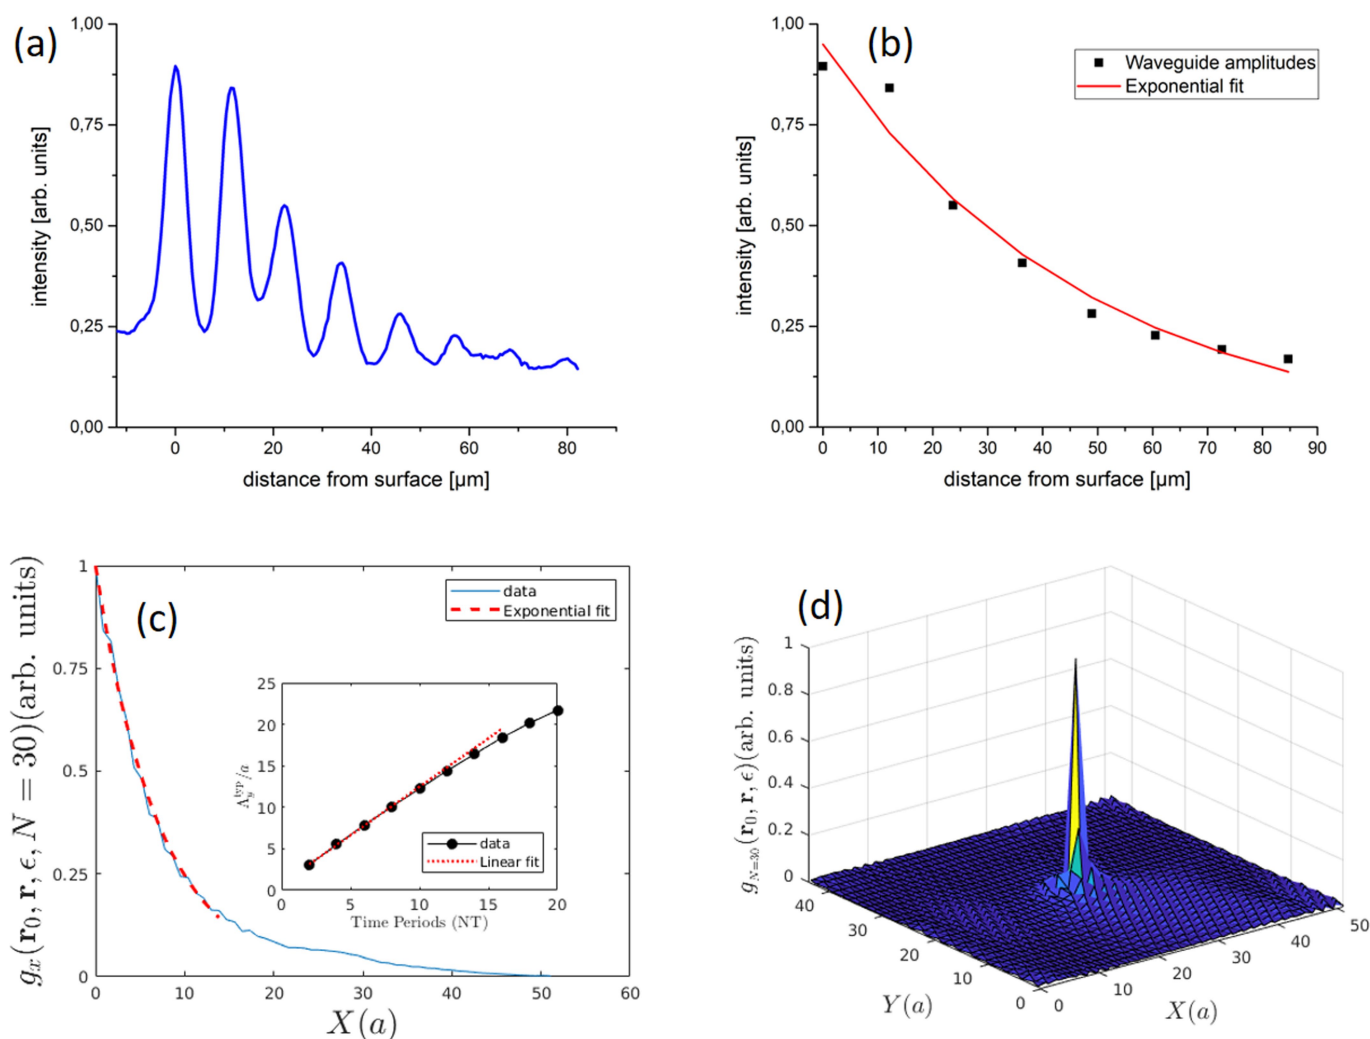 (a)
1,00
0,75
0,50
0,25
0,00
intensity [arb. units]
0 20 40 60 80
distance from surface [µm]
(b)
1,00
0,75
0,50
0,25
0,00
intensity [arb. units]
Waveguide amplitudes
Exponential fit
0 10 20 30 40 50 60 70 80 90
distance from surface [µm]
(c)
1
0.75
0.5
0.25
0
g_x(r_0, r, ϵ, N = 30)(arb. units)
data
Exponential fit
25
20
15
10
5
0
Λ_y^typ/a
data
Linear fit
0 5 10 15 20
Time Periods (NT)
0 10 20 30 40 50 60
X(a)
(d)
1
0.8
0.6
0.4
0.2
0
g_{N=30}(r_0, r, ϵ)(arb. units)
40
30
20
10
0
Y(a)
0
10
20
30
40
50
X(a)